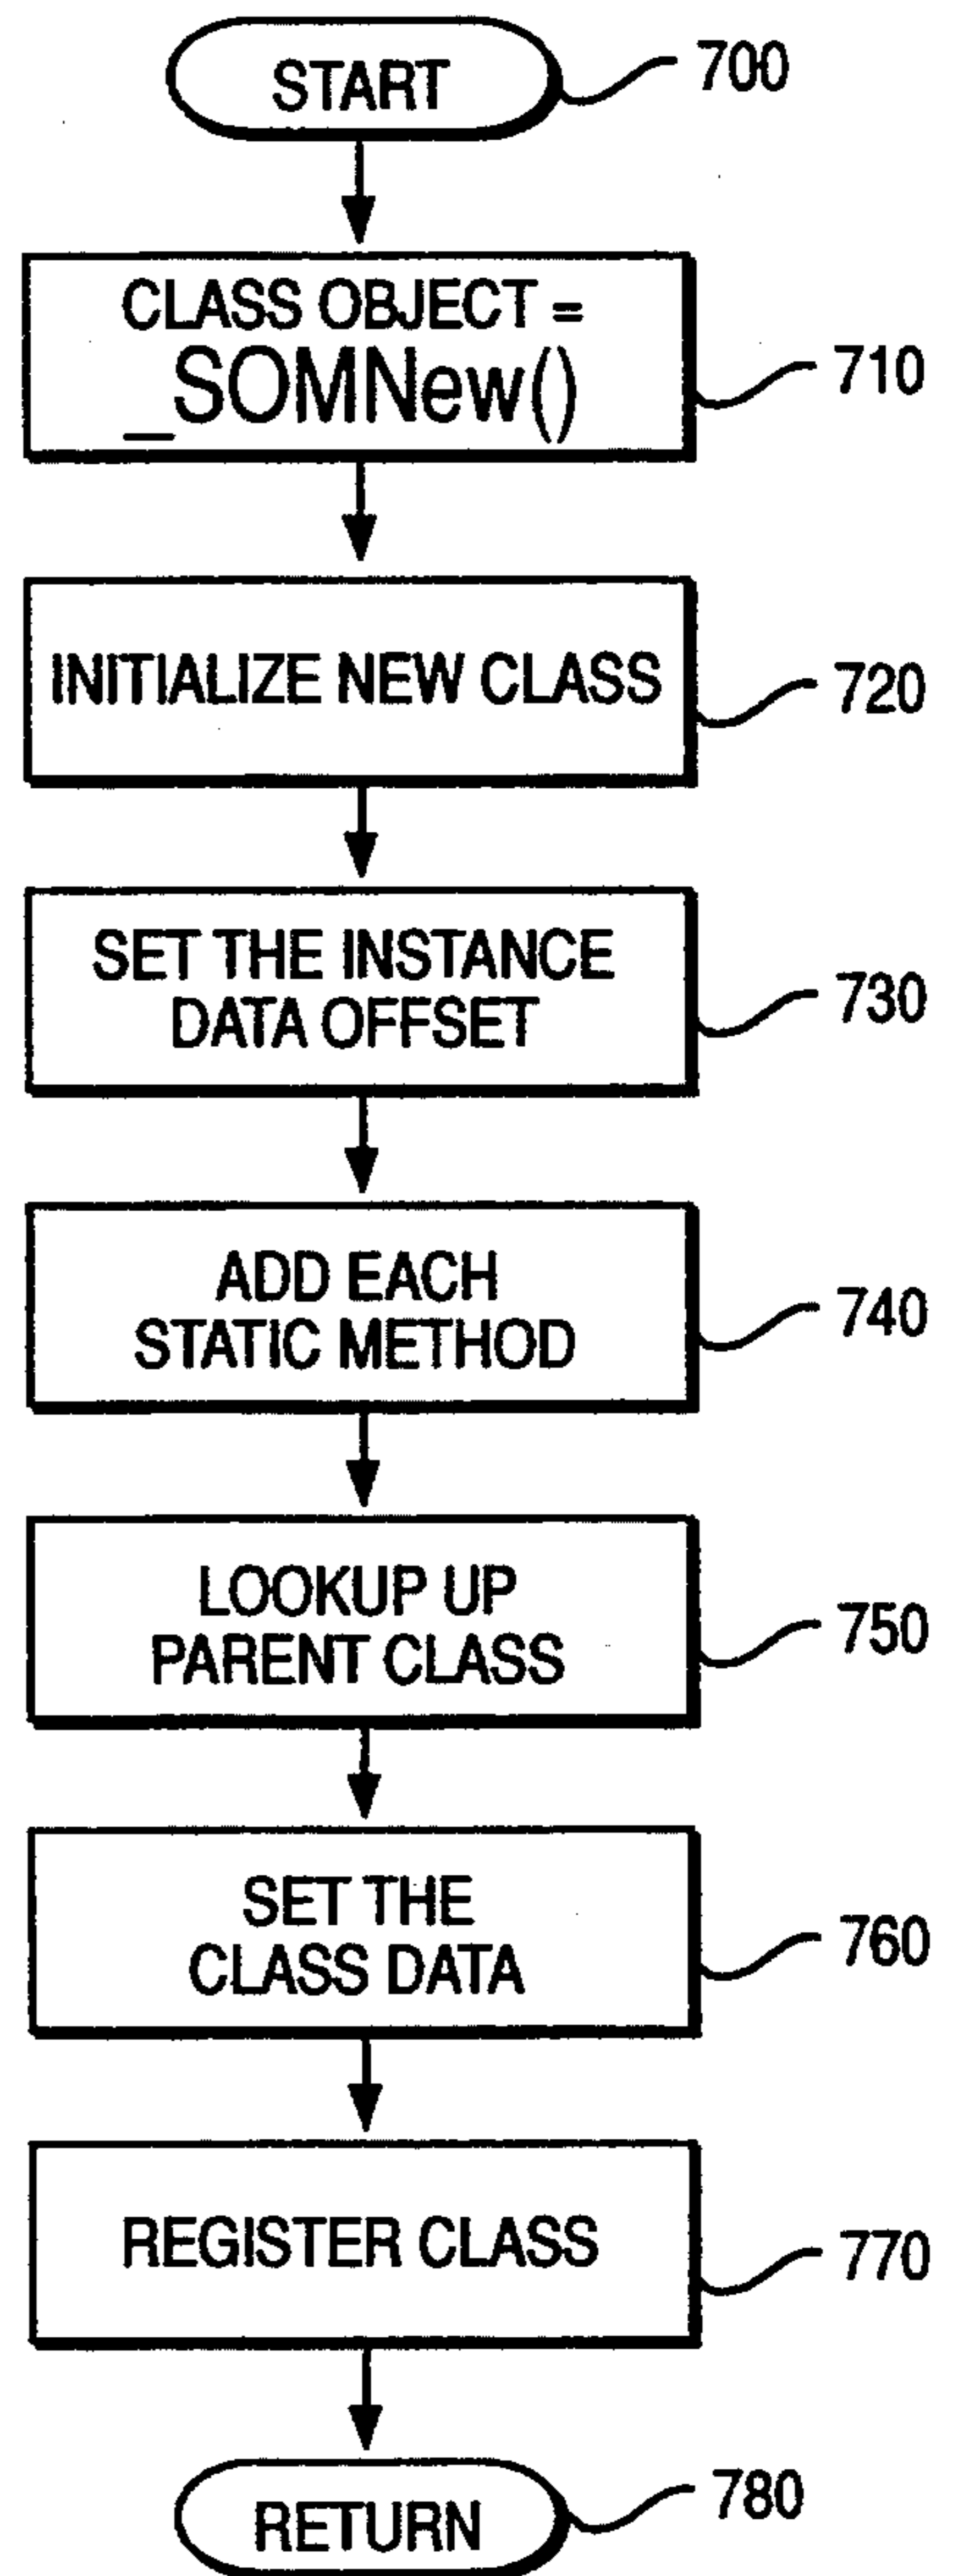 START
700
CLASS OBJECT =
_SOMNew()
710
INITIALIZE NEW CLASS
720
SET THE INSTANCE
DATA OFFSET
730
ADD EACH
STATIC METHOD
740
LOOKUP UP
PARENT CLASS
750
SET THE
CLASS DATA
760
REGISTER CLASS
770
RETURN
780